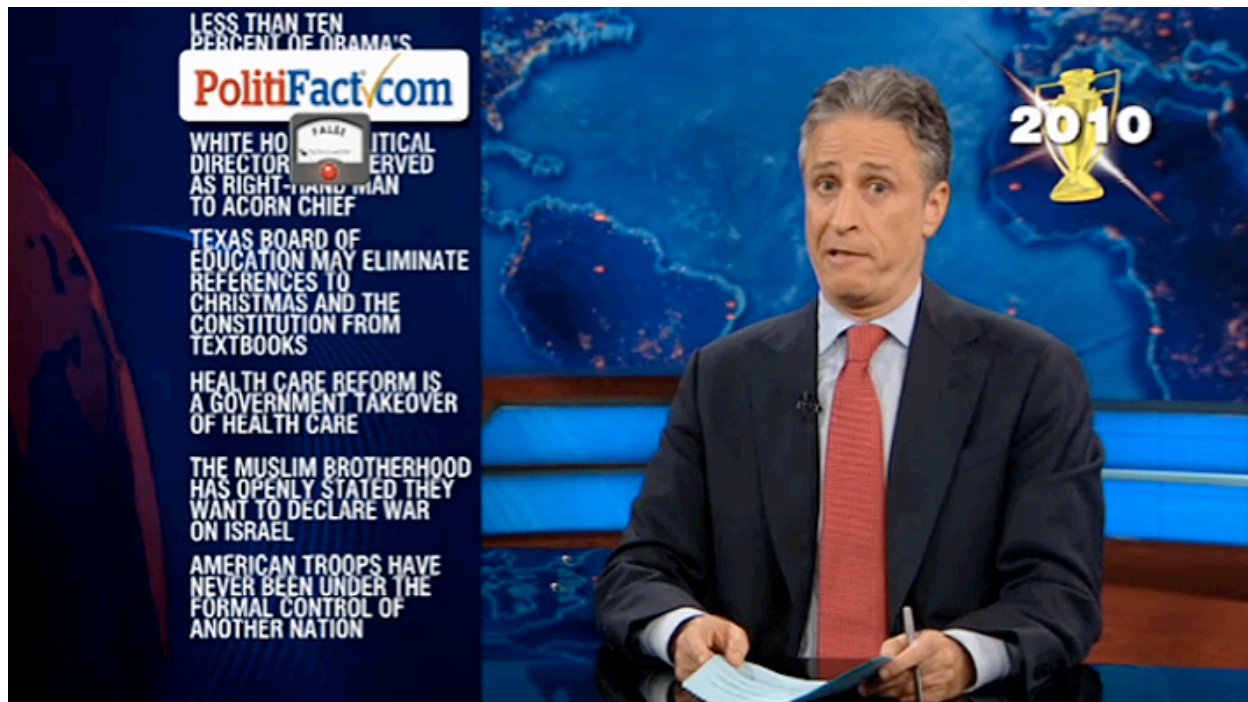 LESS THAN TEN
PERCENT OF OBAMA'S
PolitiFact.com
FALSE
WHITE HO ITICAL
DIRECTOR ERVED
AS RIGHT-HAND MAN
TO ACORN CHIEF
TEXAS BOARD OF
EDUCATION MAY ELIMINATE
REFERENCES TO
CHRISTMAS AND THE
CONSTITUTION FROM
TEXTBOOKS
HEALTH CARE REFORM IS
A GOVERNMENT TAKEOVER
OF HEALTH CARE
THE MUSLIM BROTHERHOOD
HAS OPENLY STATED THEY
WANT TO DECLARE WAR
ON ISRAEL
AMERICAN TROOPS HAVE
NEVER BEEN UNDER THE
FORMAL CONTROL OF
ANOTHER NATION
2010